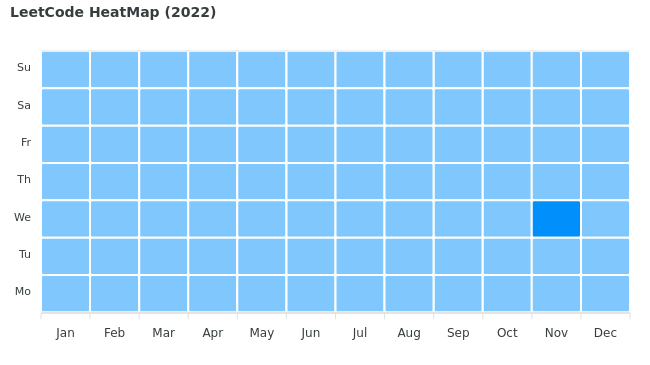 LeetCode HeatMap (2022)
Su
Sa
Fr
Th
We
Tu
Mo
Jan Feb Mar Apr May Jun Jul Aug Sep Oct Nov Dec